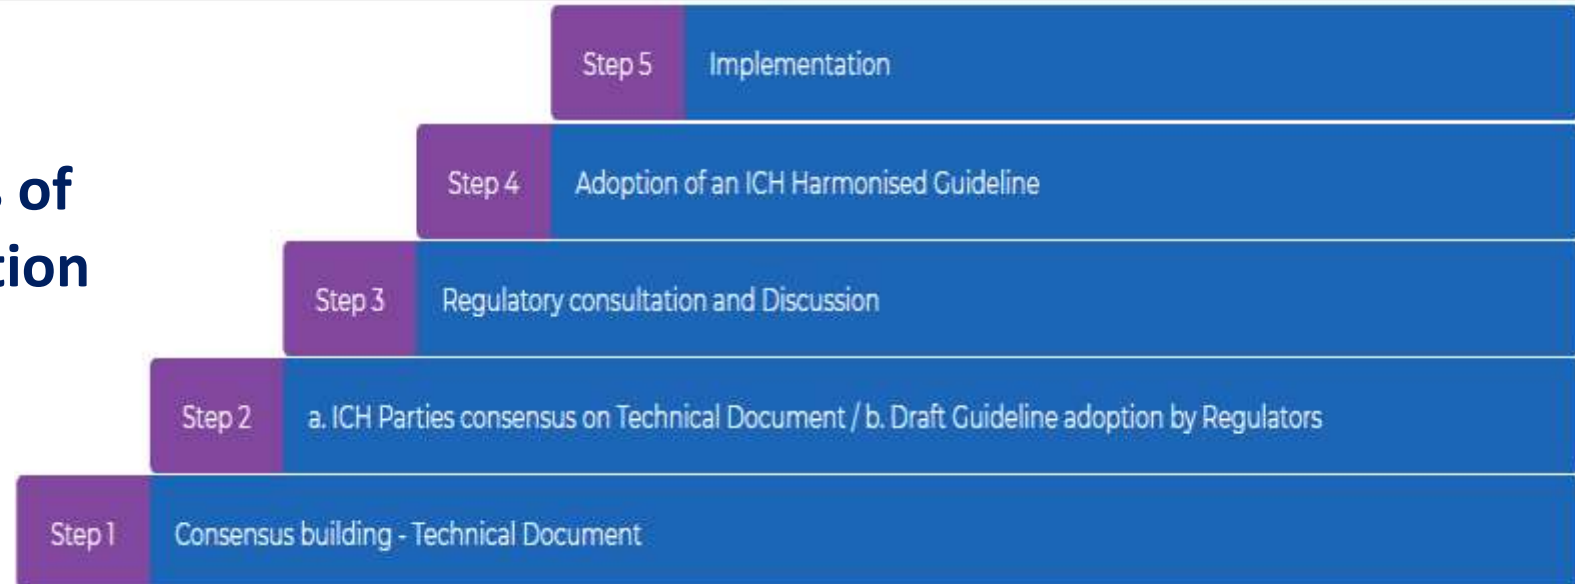 Step 5 Implementation
Step 4 Adoption of an ICH Harmonised Guideline
of
Step 3 Regulatory consultation and Discussion
Step 2 a. ICH Parties consensus on Technical Document / b. Draft Guideline adoption by Regulators
Step 1 Consensus building - Technical Document